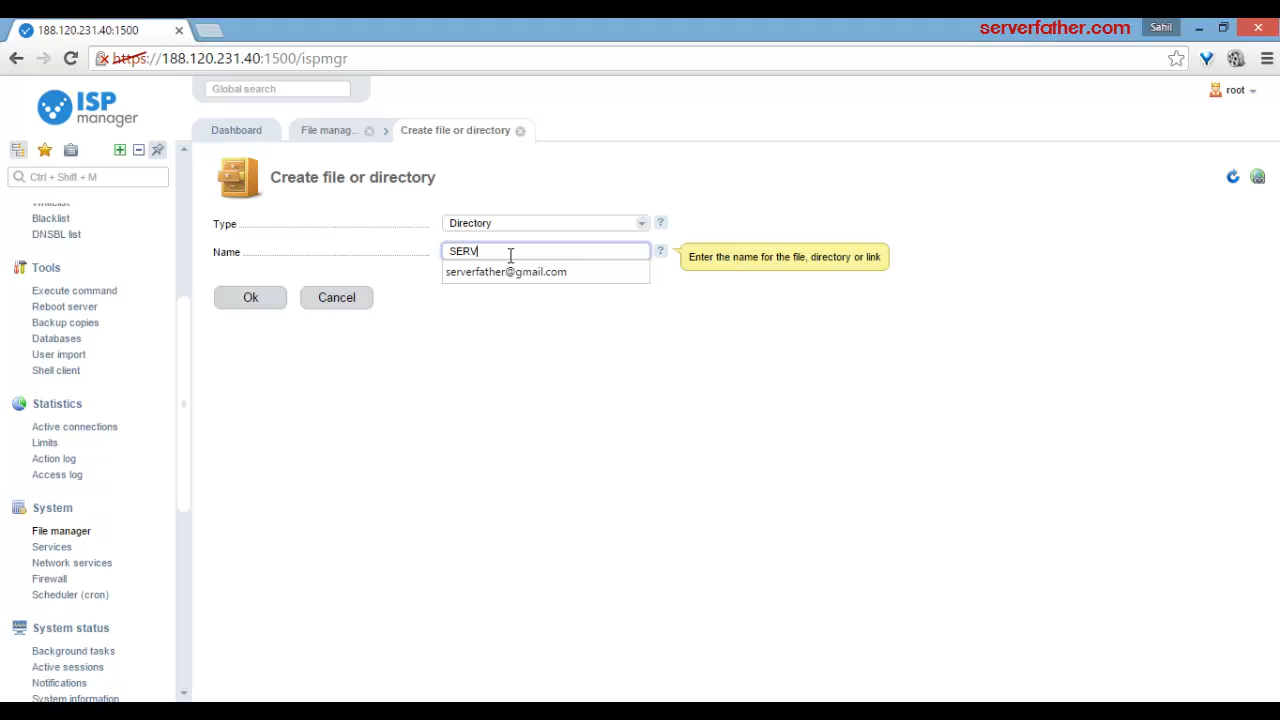 188.120.231.40:1500
serverfather.com
Sahil
https://188.120.231.40:1500/ispmgr
Global search
root
ISP
manager
Dashboard
File manag...
Create file or directory
Ctrl + Shift + M
Create file or directory
Type
Directory
?
Name
SERV
?
Enter the name for the file, directory or link
serverfather@gmail.com
Ok
Cancel
Whitelist
Blacklist
DNSBL list
Tools
Execute command
Reboot server
Backup copies
Databases
User import
Shell client
Statistics
Active connections
Limits
Action log
Access log
System
File manager
Services
Network services
Firewall
Scheduler (cron)
System status
Background tasks
Active sessions
Notifications
System information